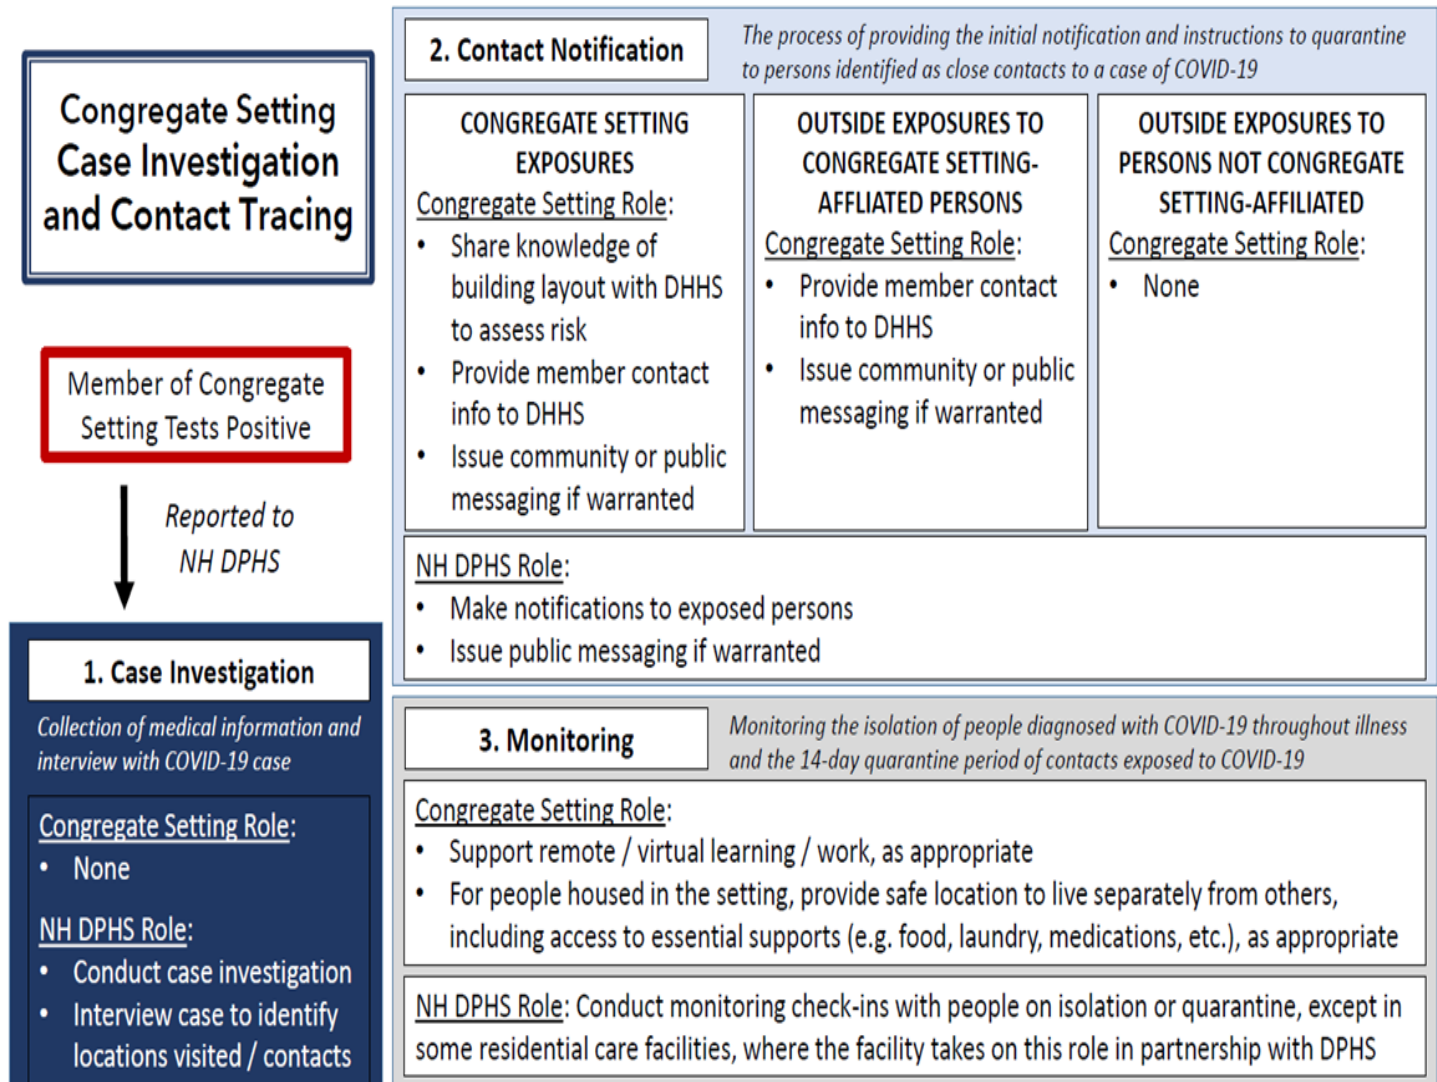 Congregate Setting
Case Investigation
and Contact Tracing
Member of Congregate
Setting Tests Positive
Reported to
NH DPHS
1. Case Investigation
Collection of medical information and
interview with COVID-19 case
Congregate Setting Role:
• None
NH DPHS Role:
• Conduct case investigation
• Interview case to identify
locations visited / contacts
2. Contact Notification
The process of providing the initial notification and instructions to quarantine
to persons identified as close contacts to a case of COVID-19
CONGREGATE SETTING
EXPOSURES
Congregate Setting Role:
• Share knowledge of
building layout with DHHS
to assess risk
• Provide member contact
info to DHHS
• Issue community or public
messaging if warranted
OUTSIDE EXPOSURES TO
CONGREGATE SETTING-
AFFLIATED PERSONS
Congregate Setting Role:
• Provide member contact
info to DHHS
• Issue community or public
messaging if warranted
OUTSIDE EXPOSURES TO
PERSONS NOT CONGREGATE
SETTING-AFFILIATED
Congregate Setting Role:
• None
NH DPHS Role:
• Make notifications to exposed persons
• Issue public messaging if warranted
3. Monitoring
Monitoring the isolation of people diagnosed with COVID-19 throughout illness
and the 14-day quarantine period of contacts exposed to COVID-19
Congregate Setting Role:
• Support remote / virtual learning / work, as appropriate
• For people housed in the setting, provide safe location to live separately from others,
including access to essential supports (e.g. food, laundry, medications, etc.), as appropriate
NH DPHS Role: Conduct monitoring check-ins with people on isolation or quarantine, except in
some residential care facilities, where the facility takes on this role in partnership with DPHS